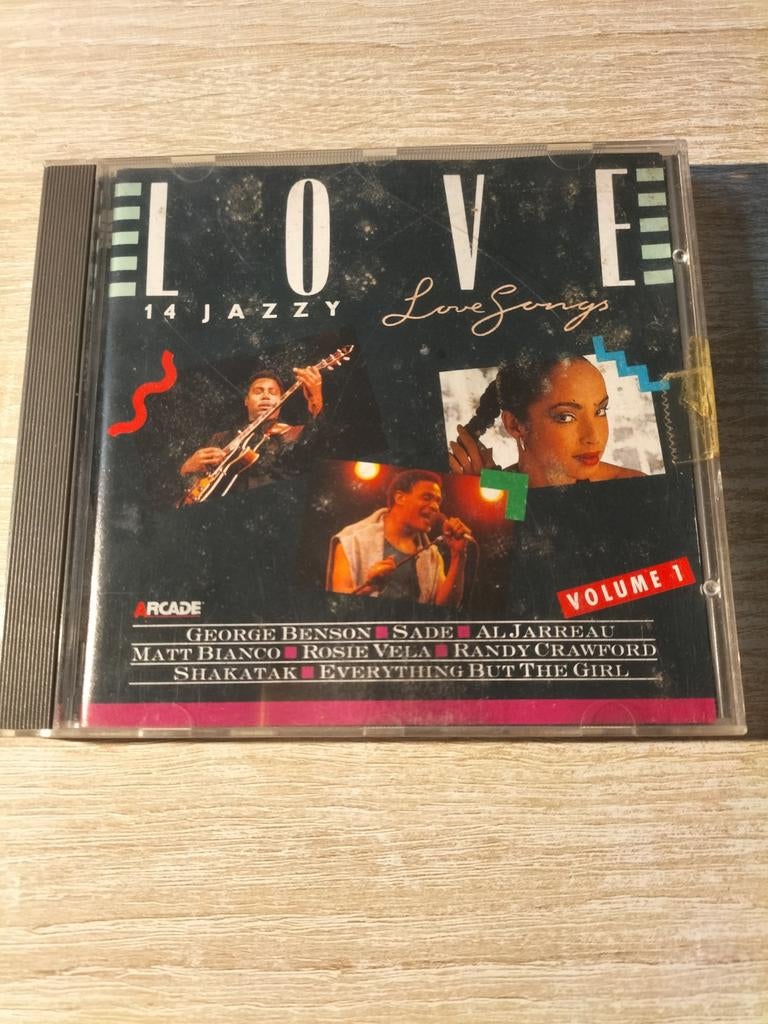 LOVE
14 JAZZY Love Songs
VOLUME 1
ARCADE
GEORGE BENSON ■ SADE ■ AL JARREAU
MATT BIANCO ■ ROSIE VELA ■ RANDY CRAWFORD
SHAKATAK ■ EVERYTHING BUT THE GIRL